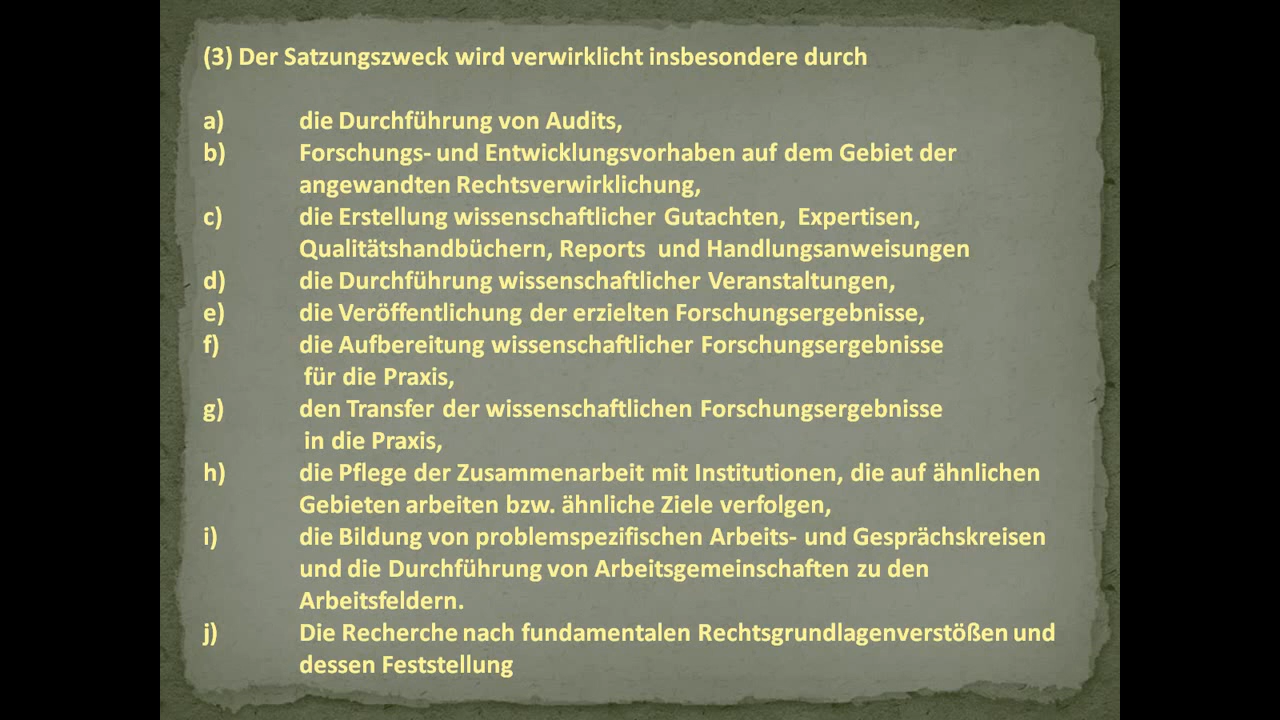 (3) Der Satzungszweck wird verwirklicht insbesondere durch
a) die Durchführung von Audits,
b) Forschungs- und Entwicklungsvorhaben auf dem Gebiet der
angewandten Rechtsverwirklichung,
c) die Erstellung wissenschaftlicher Gutachten, Expertisen,
Qualitätshandbüchern, Reports und Handlungsanweisungen
d) die Durchführung wissenschaftlicher Veranstaltungen,
e) die Veröffentlichung der erzielten Forschungsergebnisse,
f) die Aufbereitung wissenschaftlicher Forschungsergebnisse
für die Praxis,
g) den Transfer der wissenschaftlichen Forschungsergebnisse
in die Praxis,
h) die Pflege der Zusammenarbeit mit Institutionen, die auf ähnlichen
Gebieten arbeiten bzw. ähnliche Ziele verfolgen,
i) die Bildung von problemspezifischen Arbeits- und Gesprächskreisen
und die Durchführung von Arbeitsgemeinschaften zu den
Arbeitsfeldern.
j) Die Recherche nach fundamentalen Rechtsgrundlagenverstößen und
dessen Feststellung